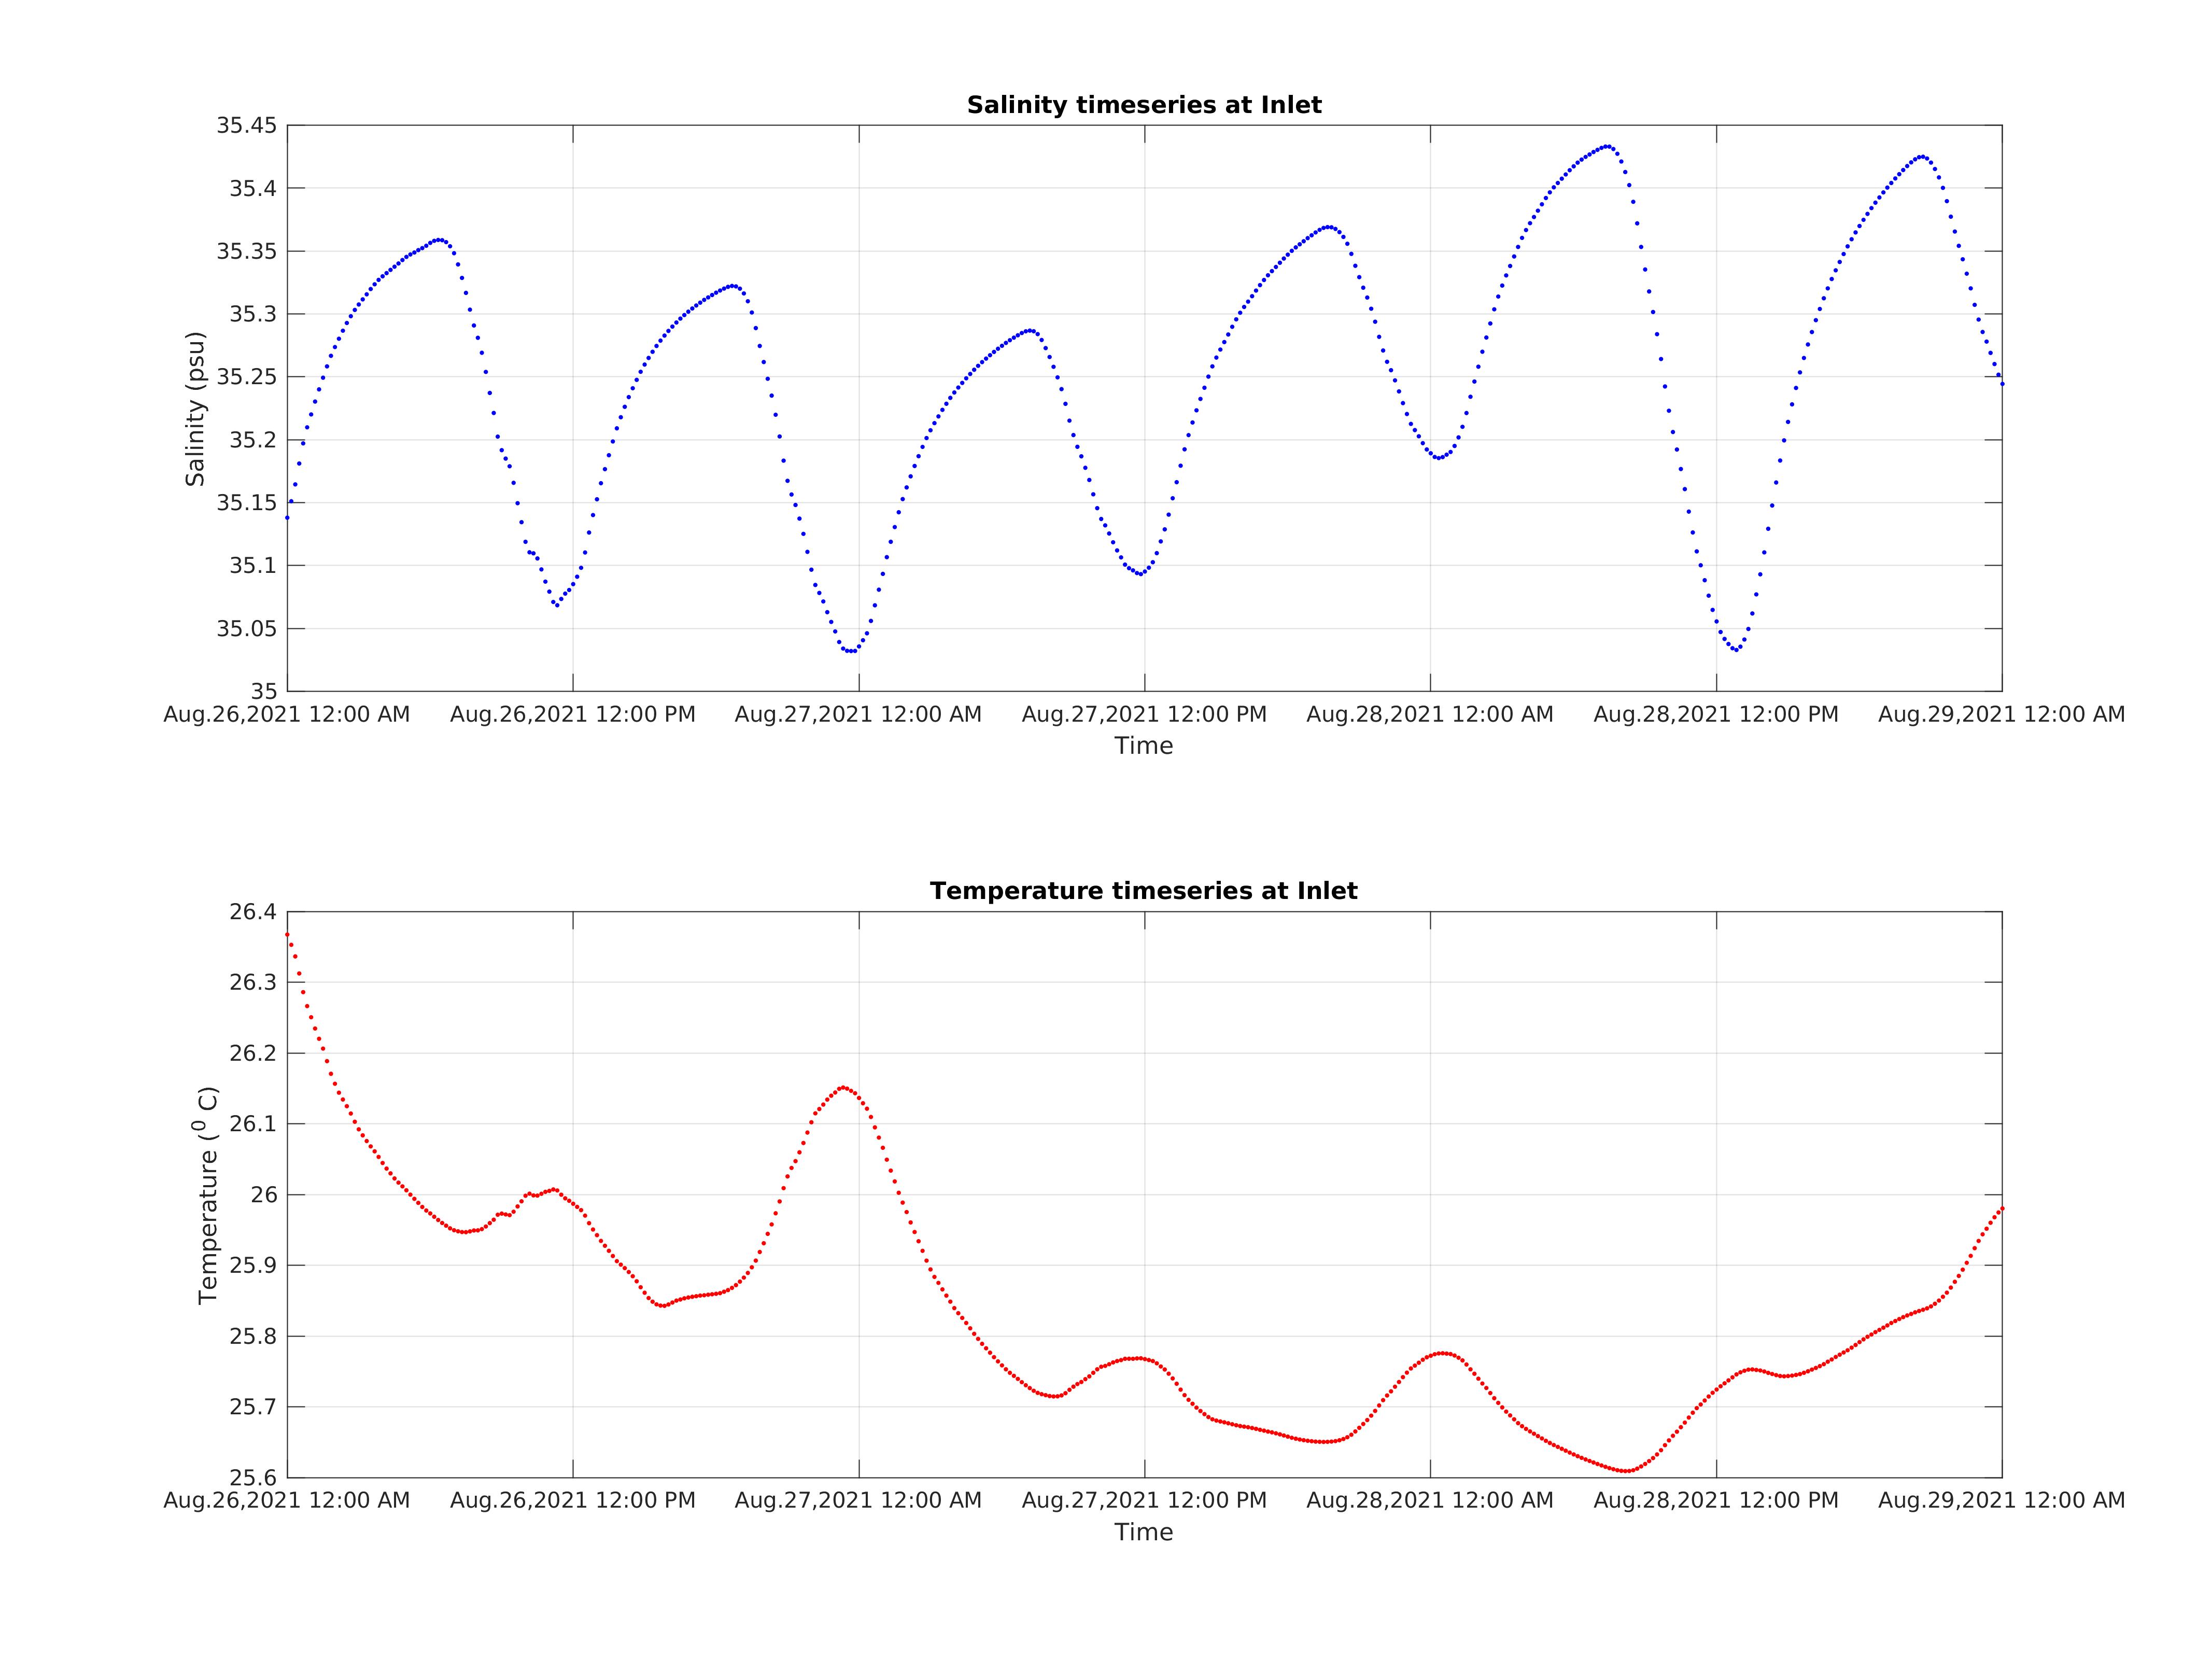 Salinity timeseries at Inlet
35.45
35.4
35.35
35.3
35.25
35.2
35.15
35.1
35.05
35
Salinity (psu)
Aug.26,2021 12:00 AM Aug.26,2021 12:00 PM Aug.27,2021 12:00 AM Aug.27,2021 12:00 PM Aug.28,2021 12:00 AM Aug.28,2021 12:00 PM Aug.29,2021 12:00 AM
Time
Temperature timeseries at Inlet
26.4
26.3
26.2
26.1
26
25.9
25.8
25.7
25.6
Temperature (⁰ C)
Aug.26,2021 12:00 AM Aug.26,2021 12:00 PM Aug.27,2021 12:00 AM Aug.27,2021 12:00 PM Aug.28,2021 12:00 AM Aug.28,2021 12:00 PM Aug.29,2021 12:00 AM
Time